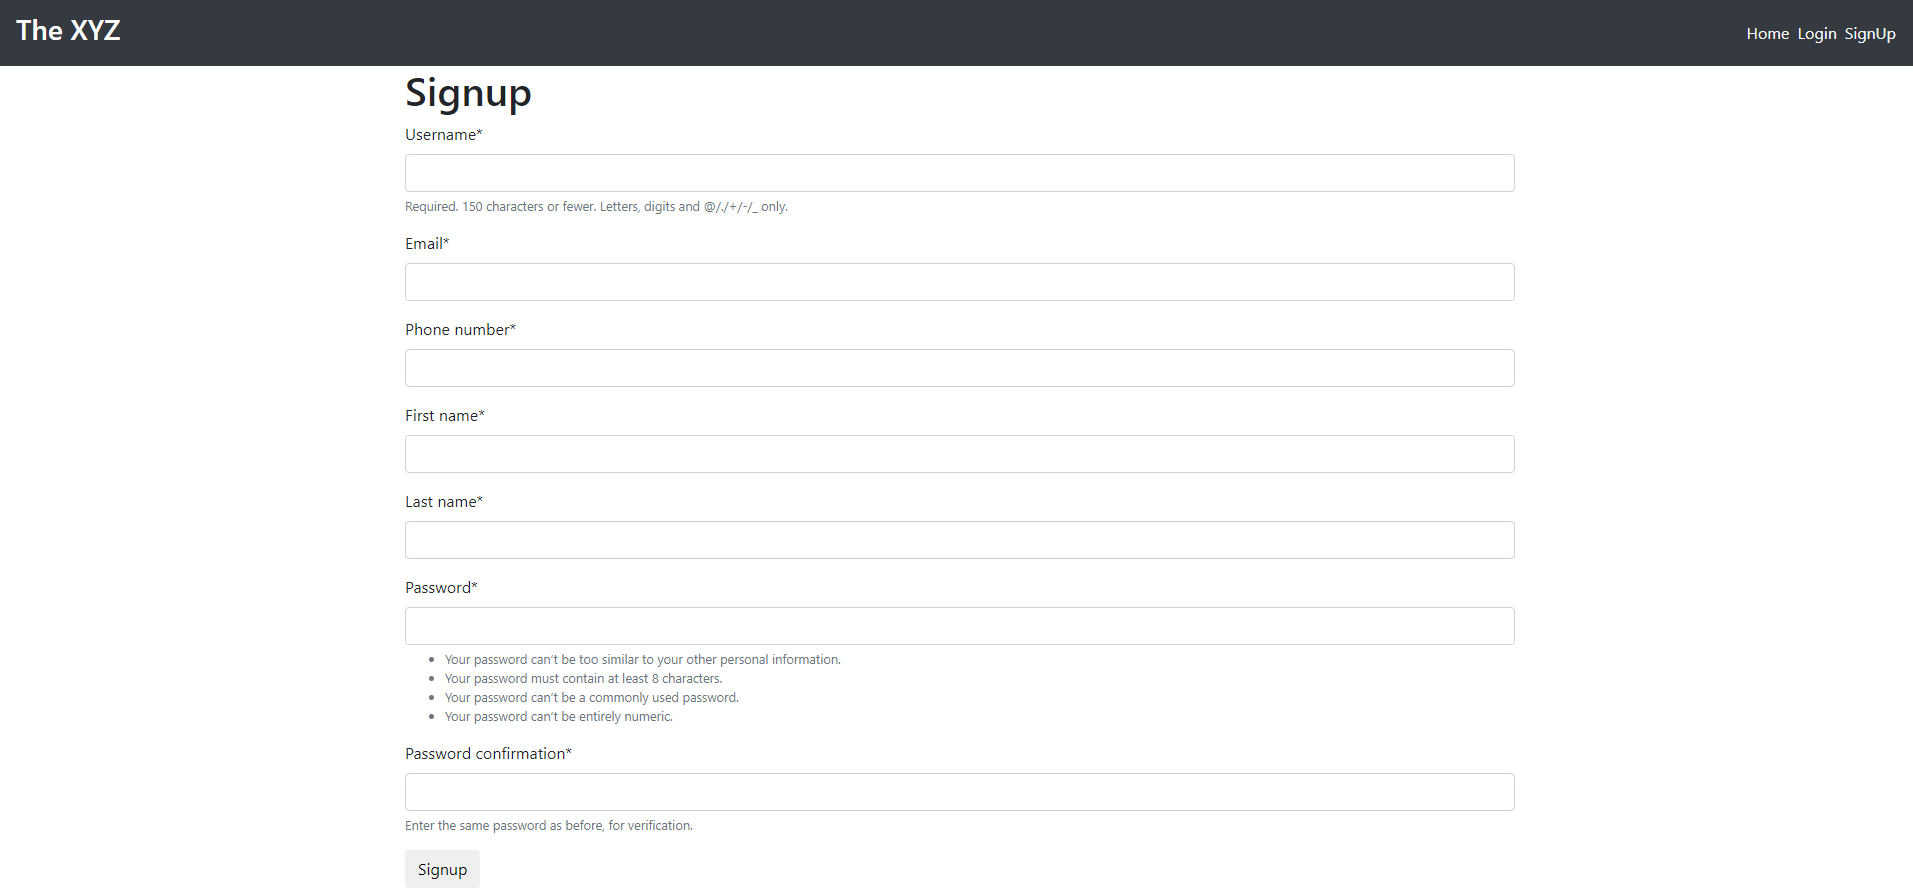 The XYZ
Home Login SignUp
Signup
Username*
Required. 150 characters or fewer. Letters, digits and @/./+/-/_ only.
Email*
Phone number*
First name*
Last name*
Password*
• Your password can’t be too similar to your other personal information.
• Your password must contain at least 8 characters.
• Your password can’t be a commonly used password.
• Your password can’t be entirely numeric.
Password confirmation*
Enter the same password as before, for verification.
Signup